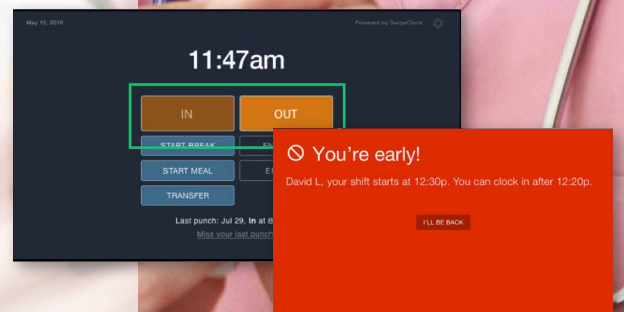 May 15, 2016
Powered by SwipeClock
11:47am
IN
OUT
START BREAK
START MEAL
TRANSFER
Last punch: Jul 29, In at 8
Miss your last punch
You're early!
David L, your shift starts at 12:30p. You can clock in after 12:20p.
I'LL BE BACK